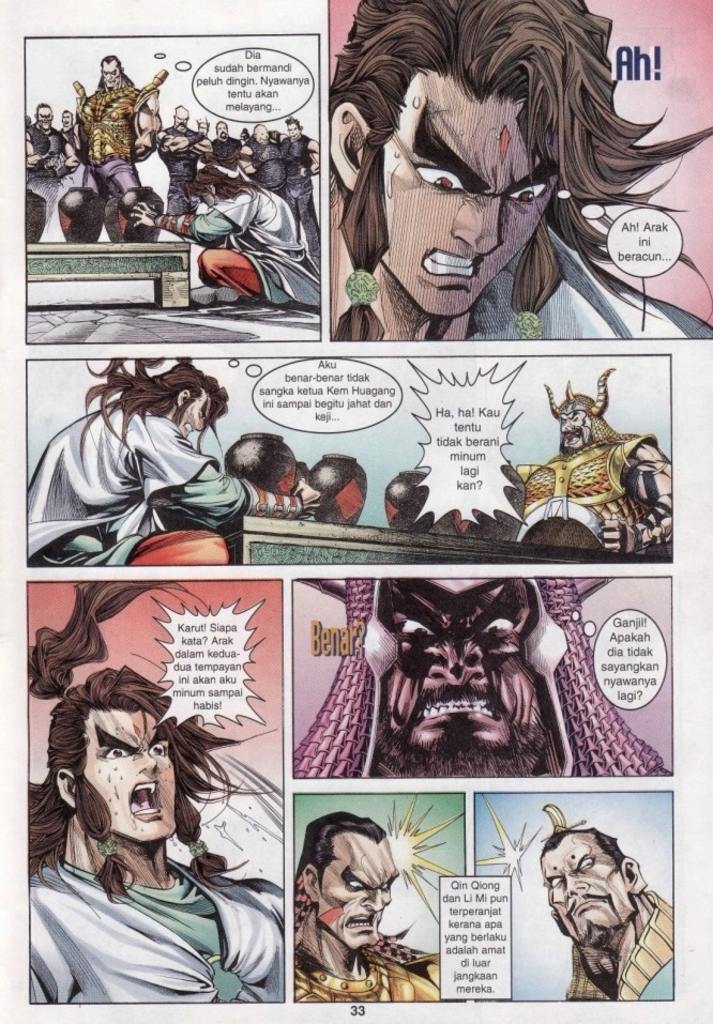 Dia
sudah bermandi
peluh dingin. Nyawanya
tentu akan
melayang...
Ah!
Ah! Arak
ini
beracun...
Aku
benar-benar tidak
sangka ketua Kem Huagang
ini sampai begitu jahat dan
keji...
Ha, ha! Kau
tentu
tidak berani
minum
lagi
kan?
Karut! Siapa
kata? Arak
dalam kedua-
dua tempayan
ini akan aku
minum sampai
habis!
Benar?
Ganjil!
Apakah
dia tidak
sayangkan
nyawanya
lagi?
Qin Qiong
dan Li Mi pun
terperanjat
kerana apa
yang berlaku
adalah amat
di luar
jangkaan
mereka.
33